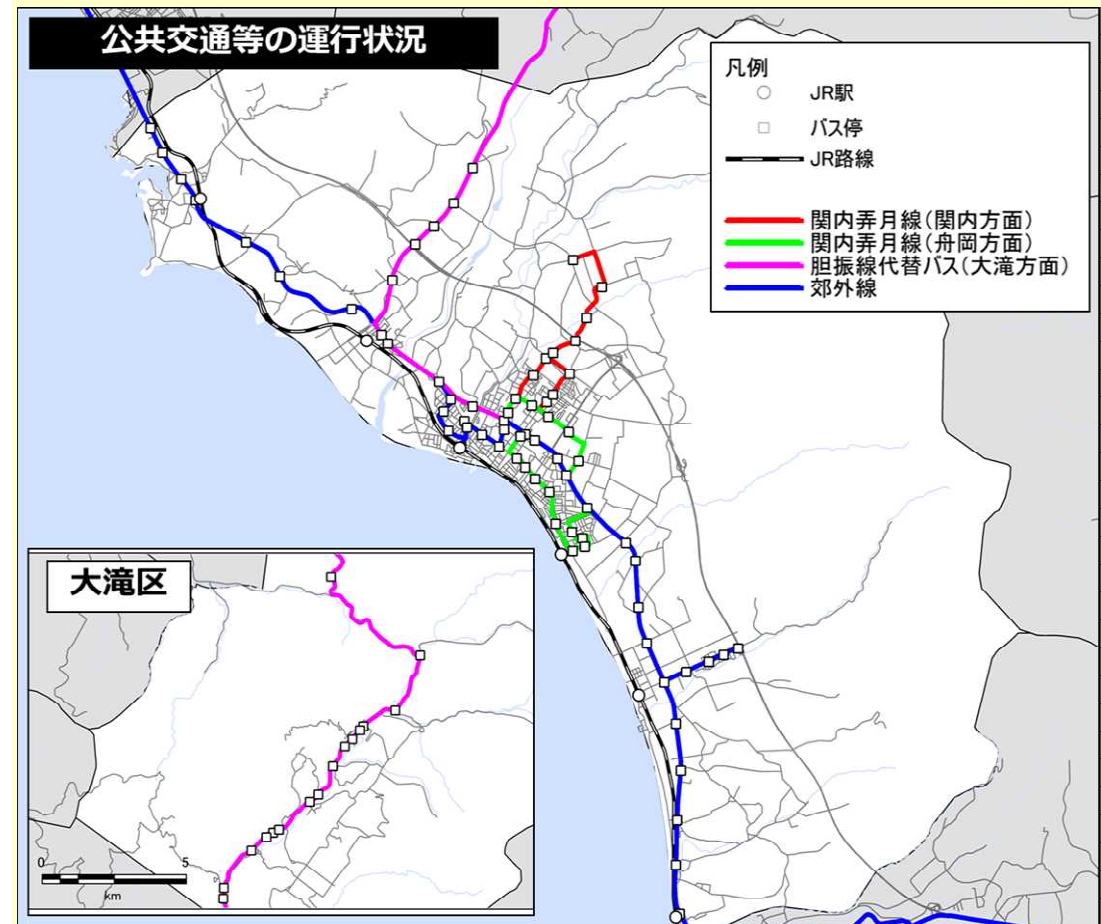 公共交通等の運行状況
凡例
JR駅
バス停
JR路線
関内弄月線（関内方面）
関内弄月線（舟岡方面）
胆振線代替バス（大滝方面）
郊外線
大滝区
0 5
km